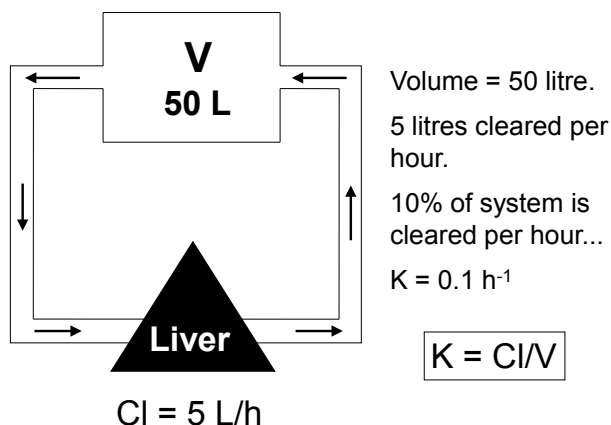 V
50 L
Volume = 50 litre.
5 litres cleared per
hour.
10% of system is
cleared per hour...
K = 0.1 h⁻¹
Liver
K = Cl/V
Cl = 5 L/h